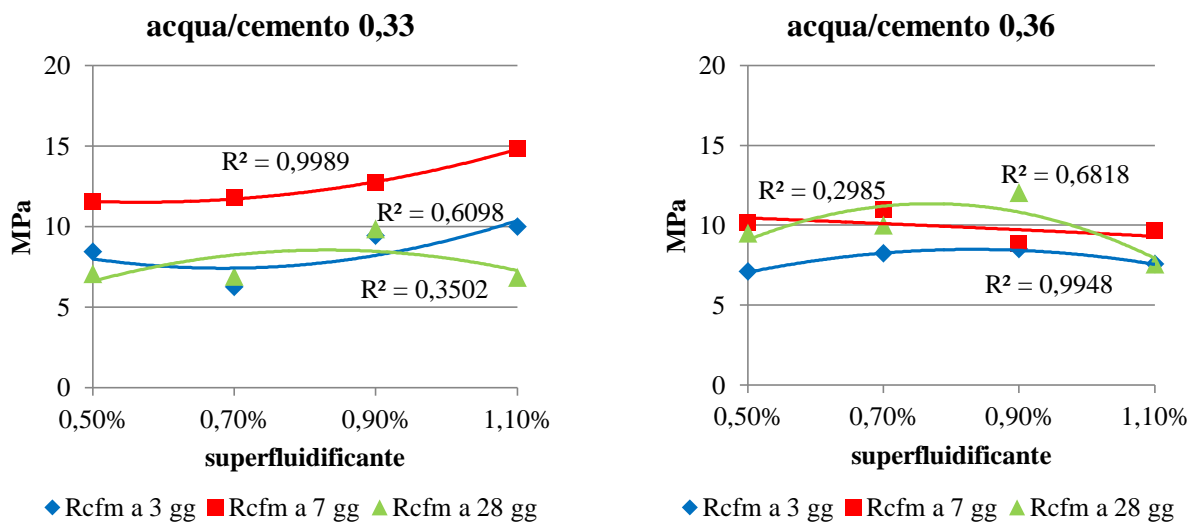 acqua/cemento 0,33
20
15
10
5
0
MPa
R² = 0,9989
R² = 0,6098
R² = 0,3502
0,50%
0,70%
0,90%
1,10%
superfluidificante
Rcfm a 3 gg
Rcfm a 7 gg
Rcfm a 28 gg
acqua/cemento 0,36
20
15
10
5
0
MPa
R² = 0,2985
R² = 0,6818
R² = 0,9948
0,50%
0,70%
0,90%
1,10%
superfluidificante
Rcfm a 3 gg
Rcfm a 7 gg
Rcfm a 28 gg